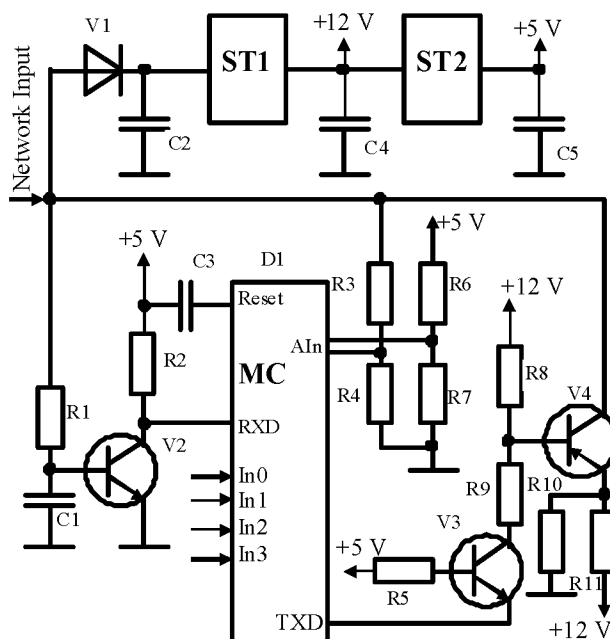 V1
+12 V
+5 V
ST1
ST2
C2
C4
C5
Network Input
+5 V
C3
D1
+5 V
Reset
R3
R6
+12 V
AIn
R2
MC
R4
R7
R8
V4
R1
V2
RXD
In0
R9
R10
C1
In1
V3
In2
In3
+5 V
R5
R11
TXD
+12 V